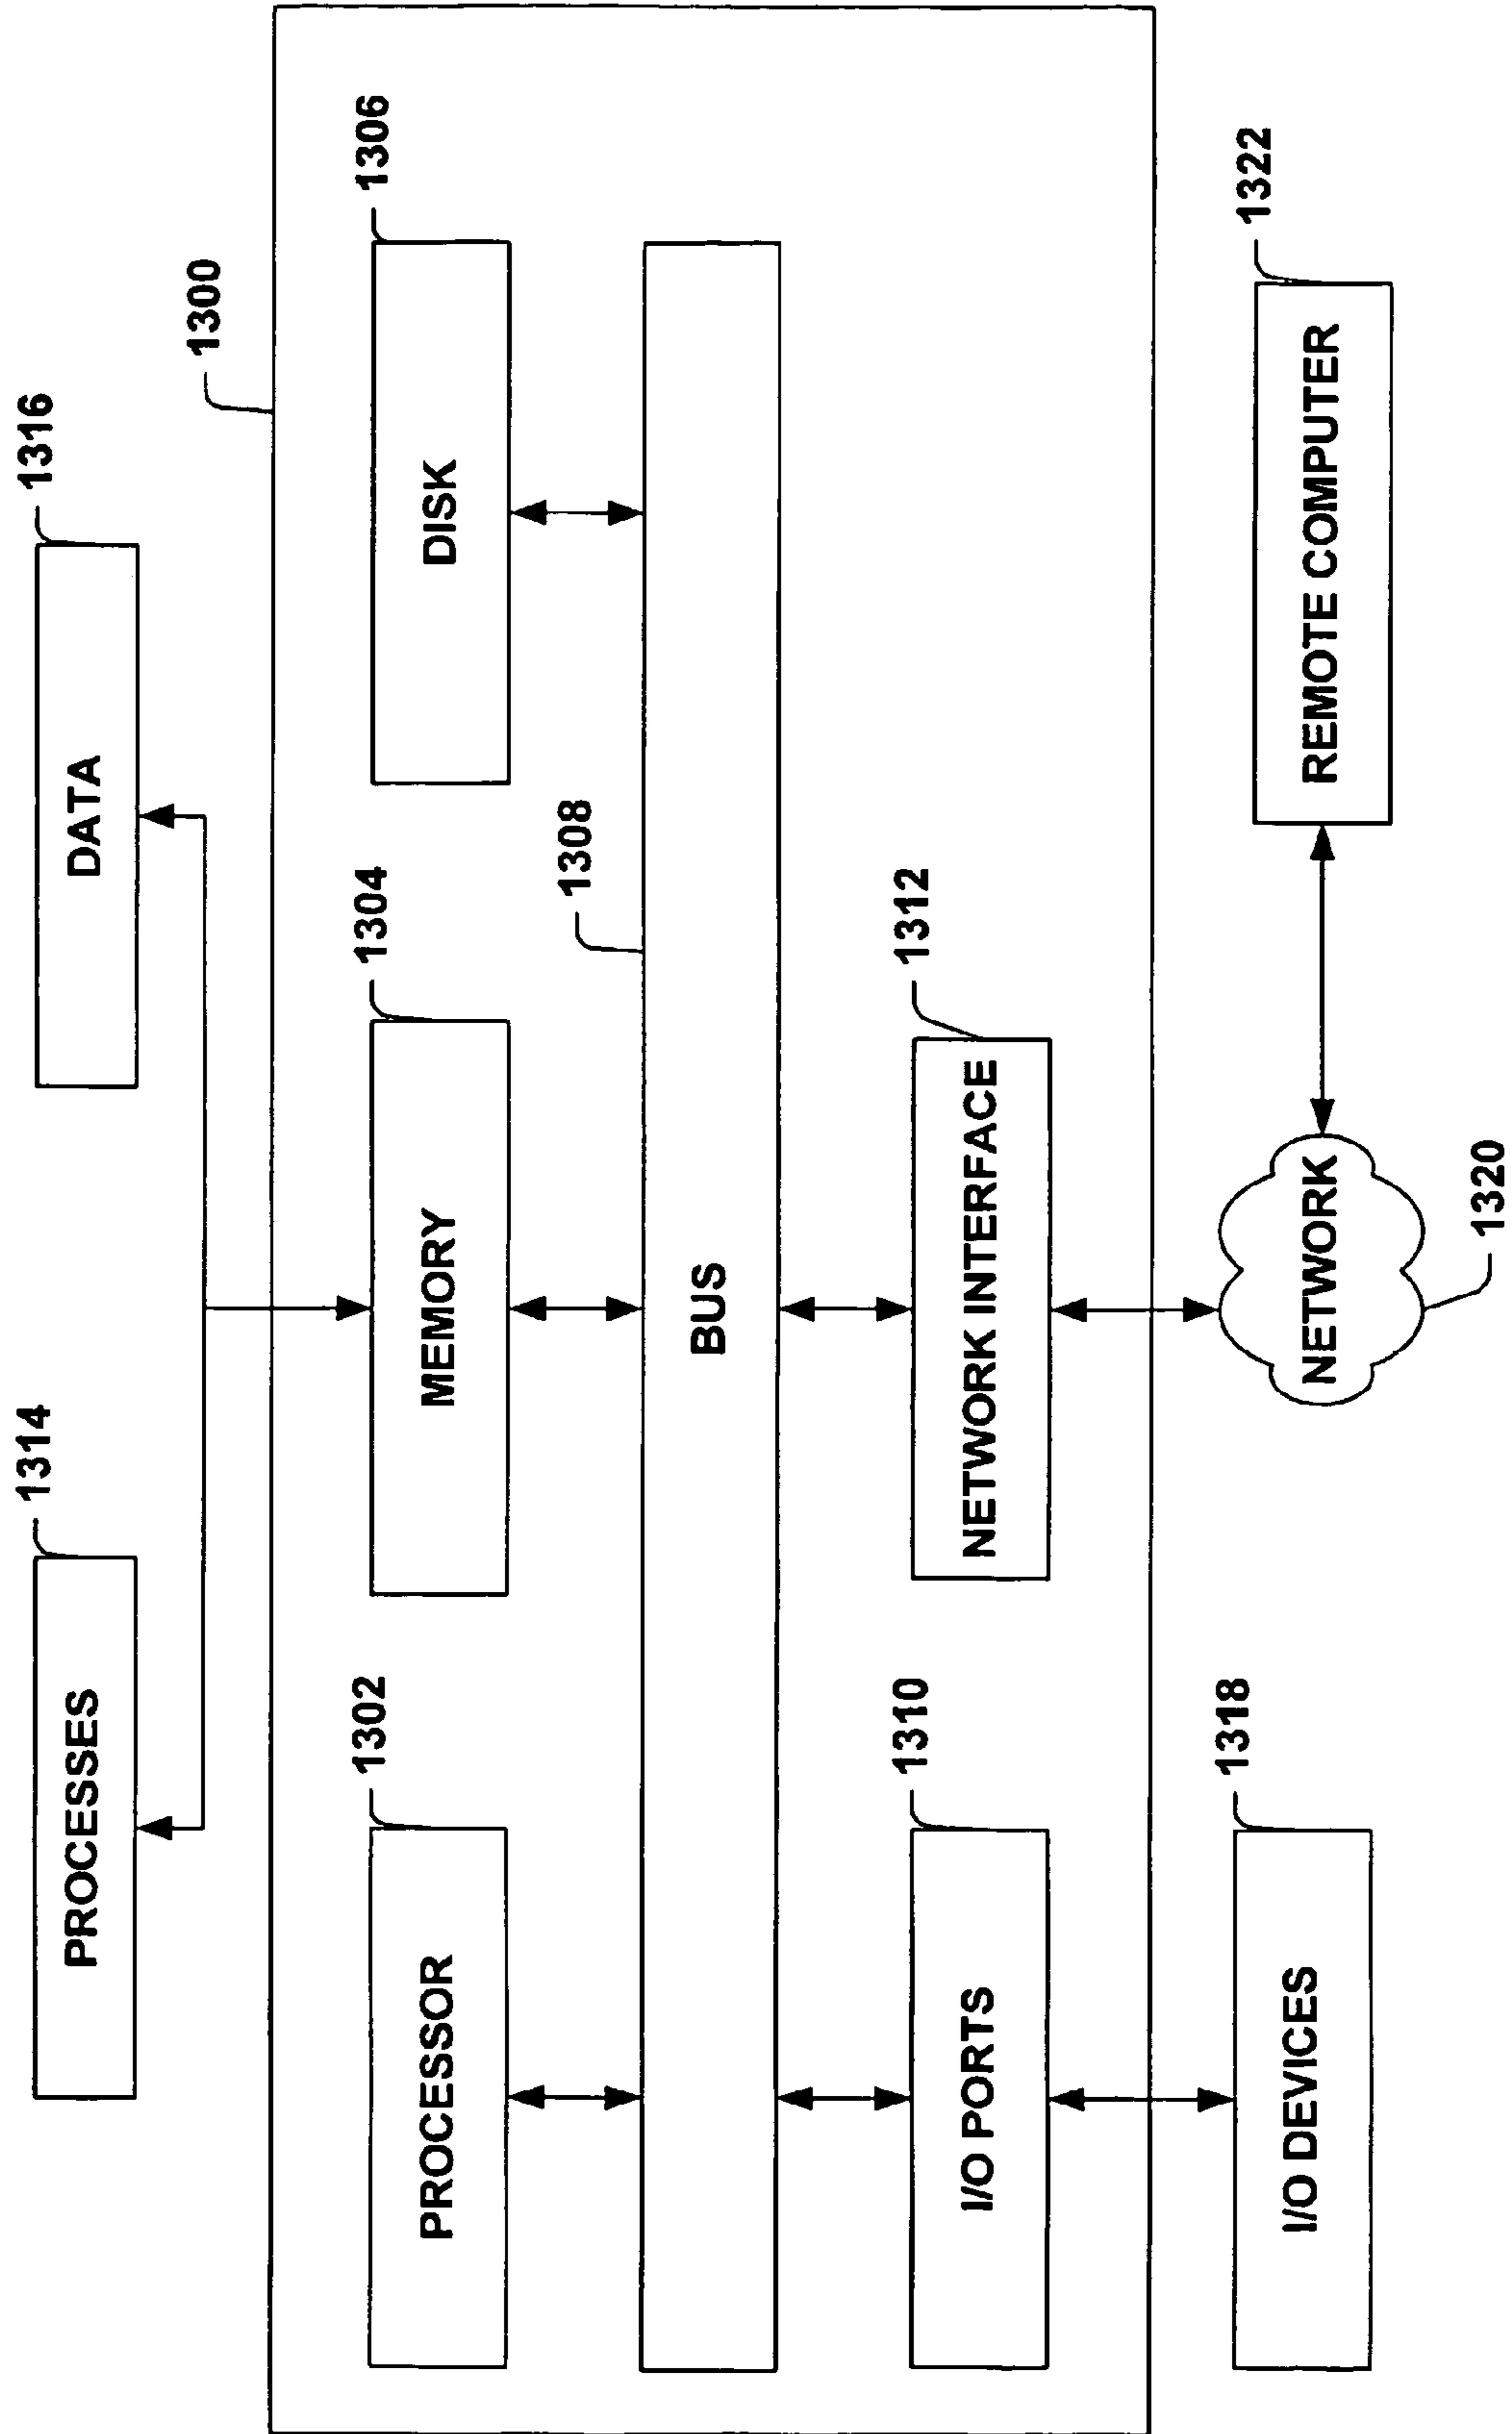 PROCESSES
1314
DATA
1316
1300
PROCESSOR
1302
MEMORY
1304
DISK
1306
1308
BUS
I/O PORTS
1310
NETWORK INTERFACE
1312
I/O DEVICES
1318
NETWORK
1320
REMOTE COMPUTER
1322